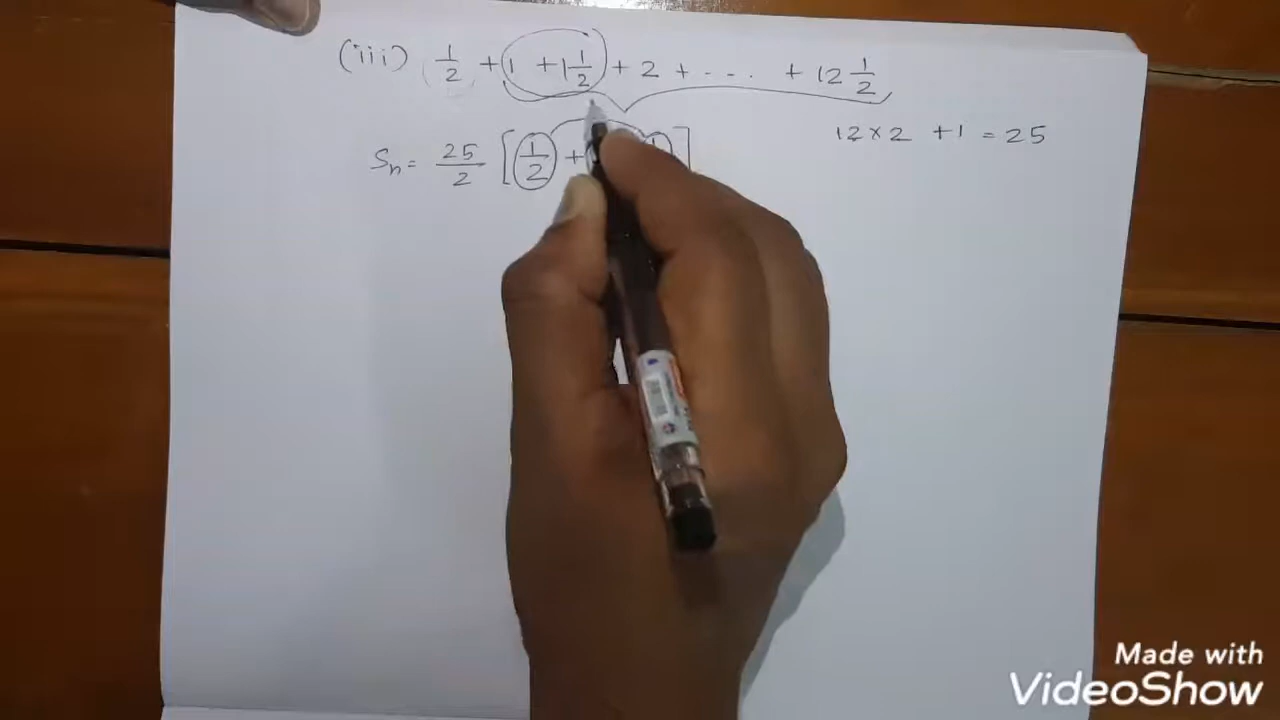 (iii) 1/2 + 1 + 1 1/2 + 2 + - - - + 12 1/2
12 × 2 + 1 = 25
Sn = 25/2 [ 1/2 + ]
Made with
VideoShow